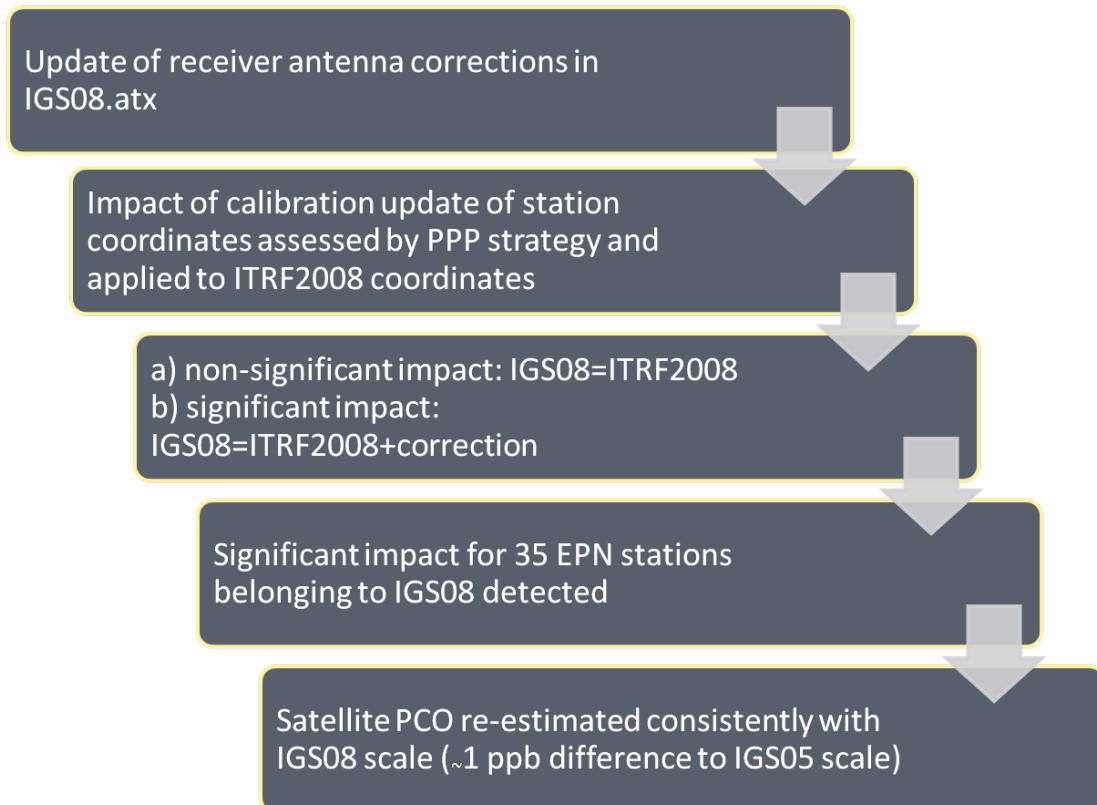 Update of receiver antenna corrections in
IGS08.atx
Impact of calibration update of station
coordinates assessed by PPP strategy and
applied to ITRF2008 coordinates
a) non-significant impact: IGS08=ITRF2008
b) significant impact:
IGS08=ITRF2008+correction
Significant impact for 35 EPN stations
belonging to IGS08 detected
Satellite PCO re-estimated consistently with
IGS08 scale (~1 ppb difference to IGS05 scale)